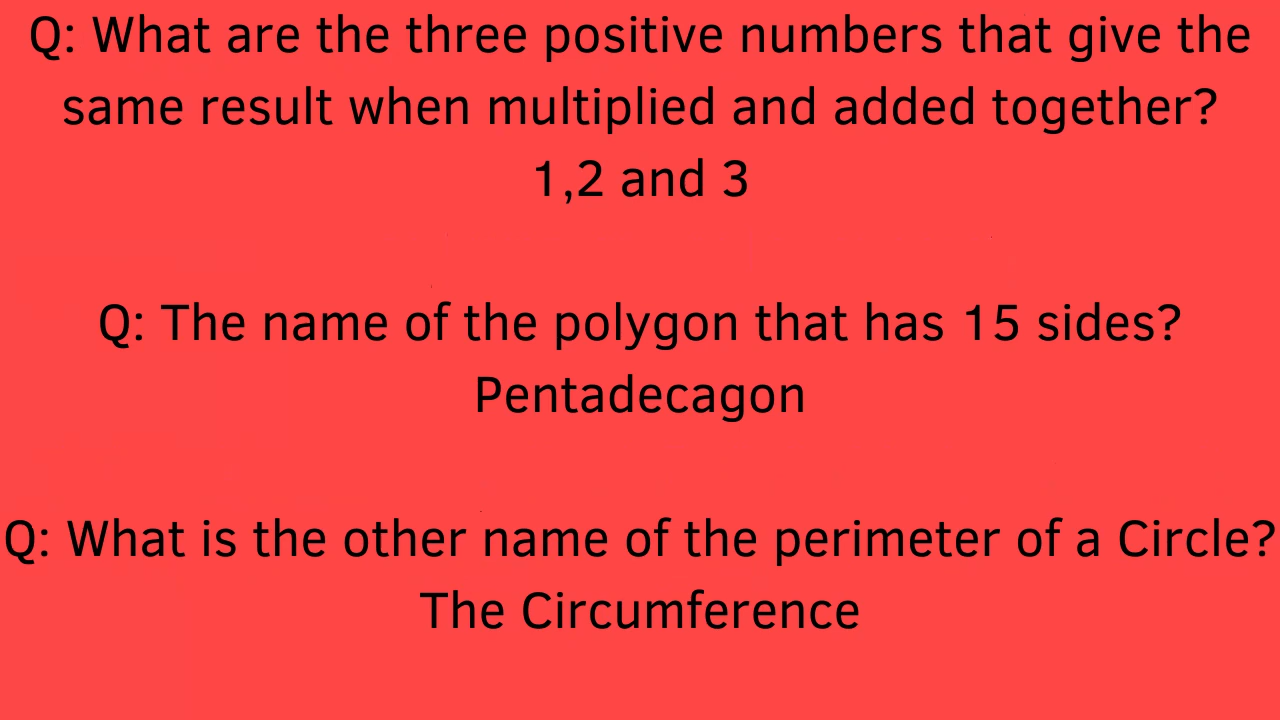 Q: What are the three positive numbers that give the
same result when multiplied and added together?
1,2 and 3
Q: The name of the polygon that has 15 sides?
Pentadecagon
Q: What is the other name of the perimeter of a Circle?
The Circumference